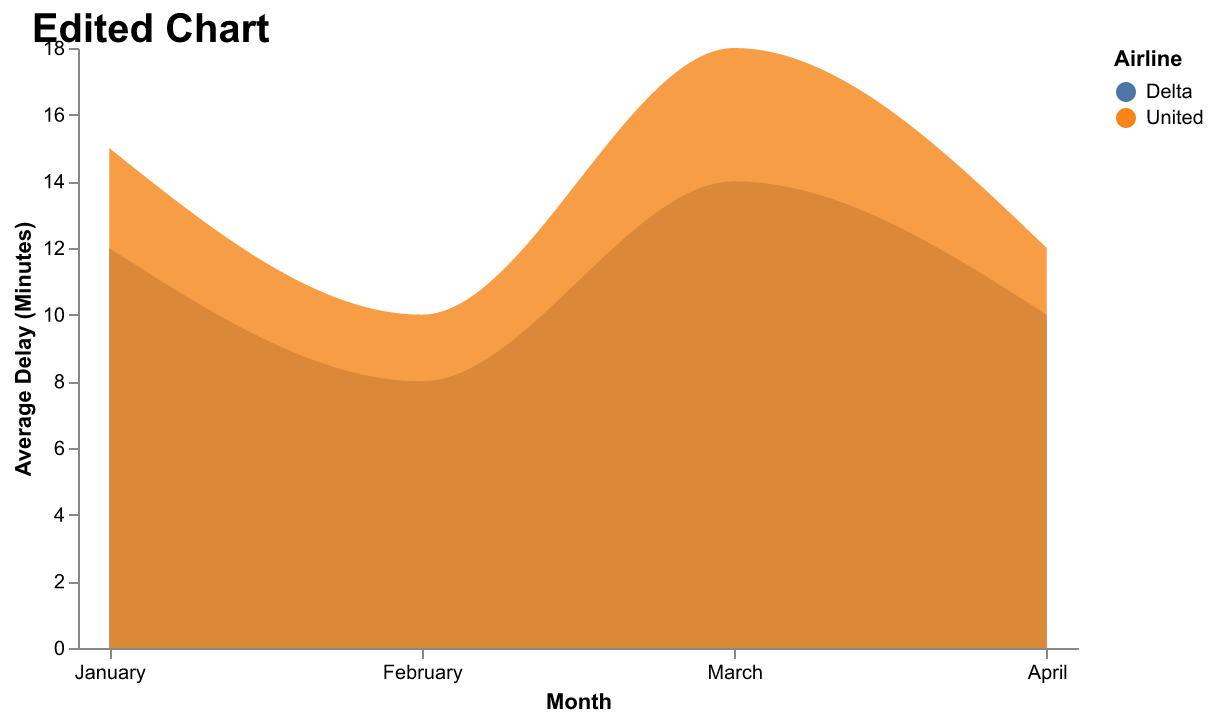 Edited Chart
Airline
Delta
United
Average Delay (Minutes)
18
16
14
12
10
8
6
4
2
0
January February March April
Month